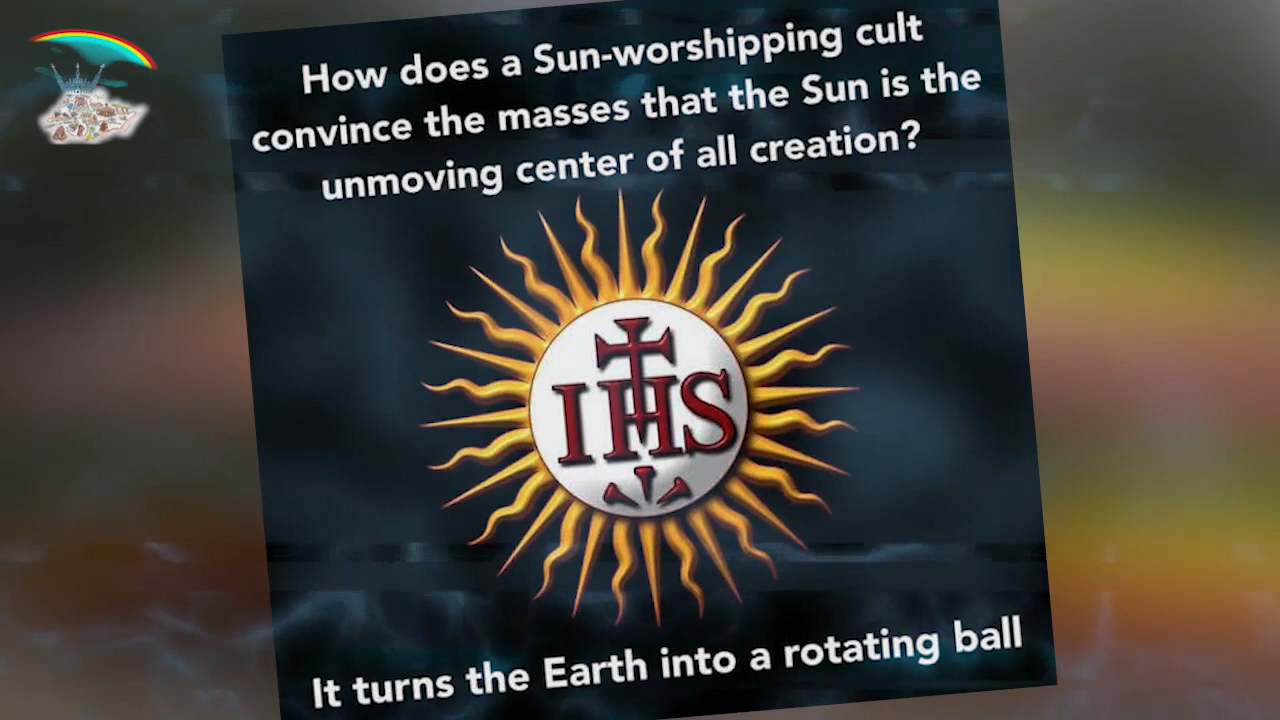 How does a Sun-worshipping cult
convince the masses that the Sun is the
unmoving center of all creation?
IHS
It turns the Earth into a rotating ball